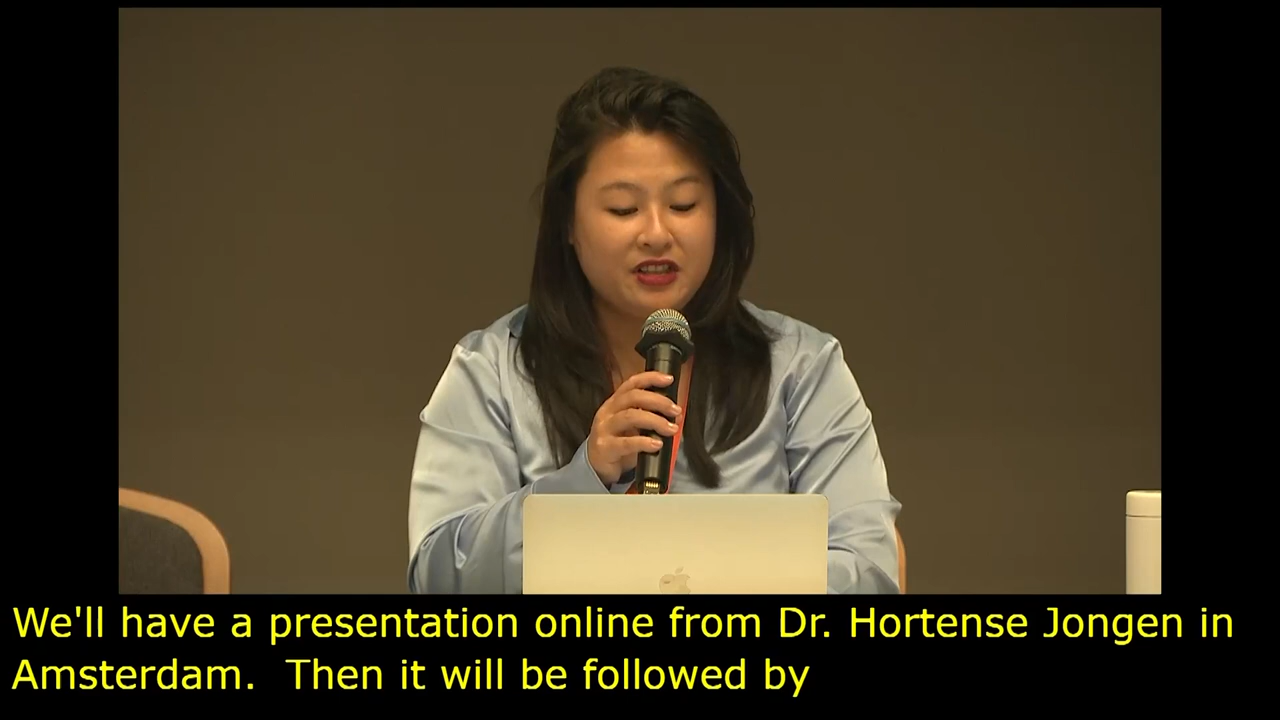 We'll have a presentation online from Dr. Hortense Jongen in
Amsterdam.  Then it will be followed by